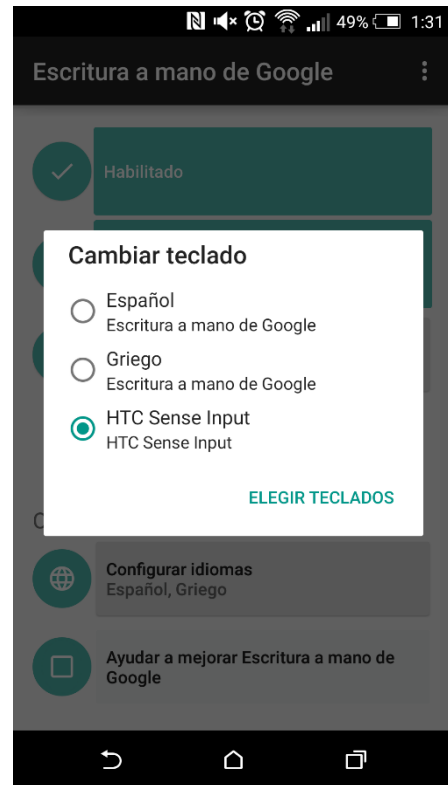 49% 1:31
Escritura a mano de Google
Habilitado
Cambiar teclado
Español
Escritura a mano de Google
Griego
Escritura a mano de Google
HTC Sense Input
HTC Sense Input
ELEGIR TECLADOS
Configurar idiomas
Español, Griego
Ayudar a mejorar Escritura a mano de
Google